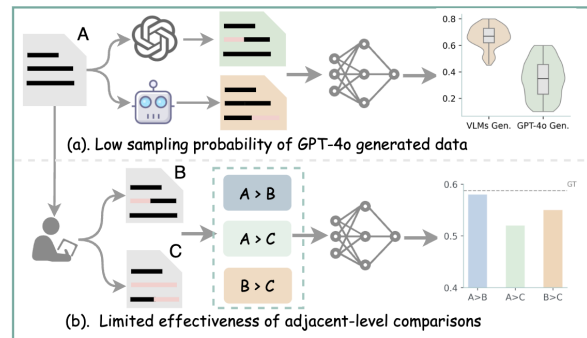 A
0.8
0.6
0.4
0.2
VLMs Gen. GPT-4o Gen.
(a). Low sampling probability of GPT-4o generated data
B
C
A > B
A > C
B > C
0.6
GT
0.5
0.4
A>B A>C B>C
(b). Limited effectiveness of adjacent-level comparisons